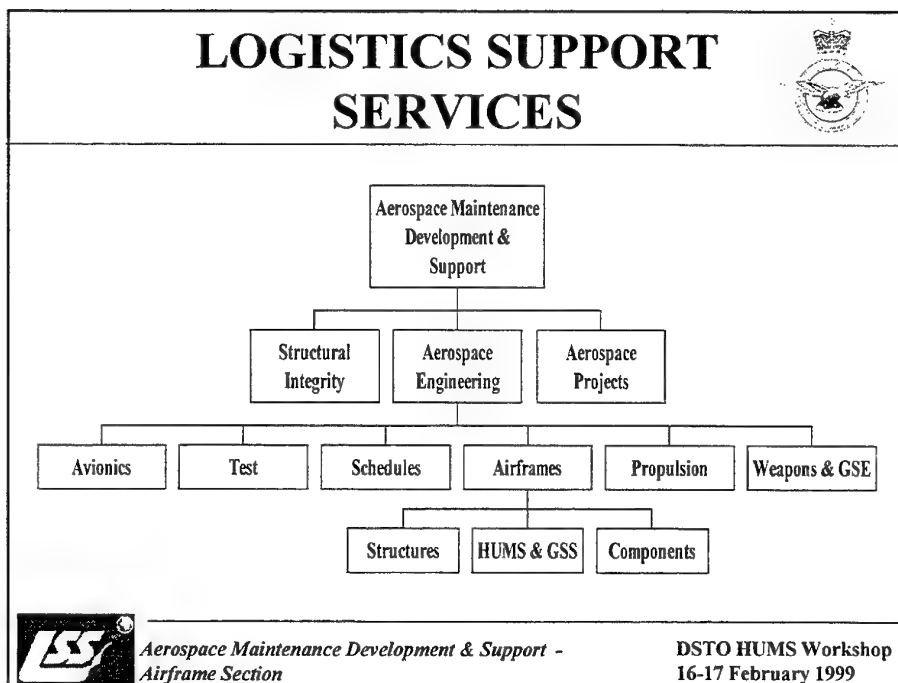 LOGISTICS SUPPORT
SERVICES
Aerospace Maintenance
Development &
Support
Structural
Integrity
Aerospace
Engineering
Aerospace
Projects
Avionics
Test
Schedules
Airframes
Propulsion
Weapons & GSE
Structures
HUMS & GSS
Components
LSS
Aerospace Maintenance Development & Support -
Airframe Section
DSTO HUMS Workshop
16-17 February 1999